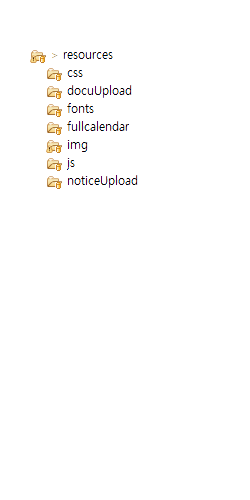 > resources
css
docuUpload
fonts
fullcalendar
img
js
noticeUpload